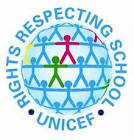 RIGHTS RESPECTING SCHOOL
UNICEF